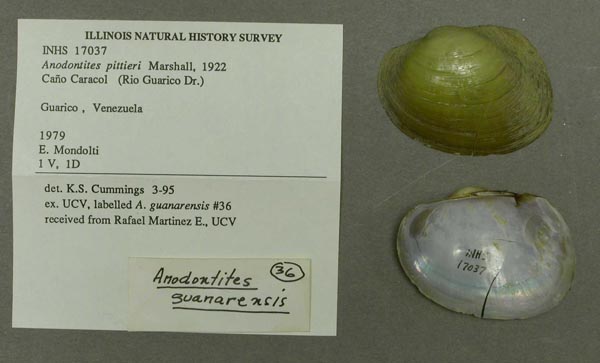 ILLINOIS NATURAL HISTORY SURVEY
INHS 17037
Anodontites pittieri Marshall, 1922
Caño Caracol (Rio Guarico Dr.)
Guarico , Venezuela
1979
E. Mondolti
1 V, 1D
det. K.S. Cummings 3-95
ex. UCV, labelled A. guanarensis #36
received from Rafael Martinez E., UCV
36
Anodontites
guanarensis
INHS
17037